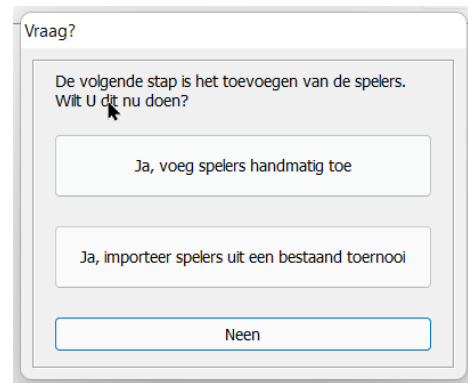 Vraag?
De volgende stap is het toevoegen van de spelers.
Wilt U dit nu doen?
Ja, voeg spelers handmatig toe
Ja, importeer spelers uit een bestaand toernooi
Neen